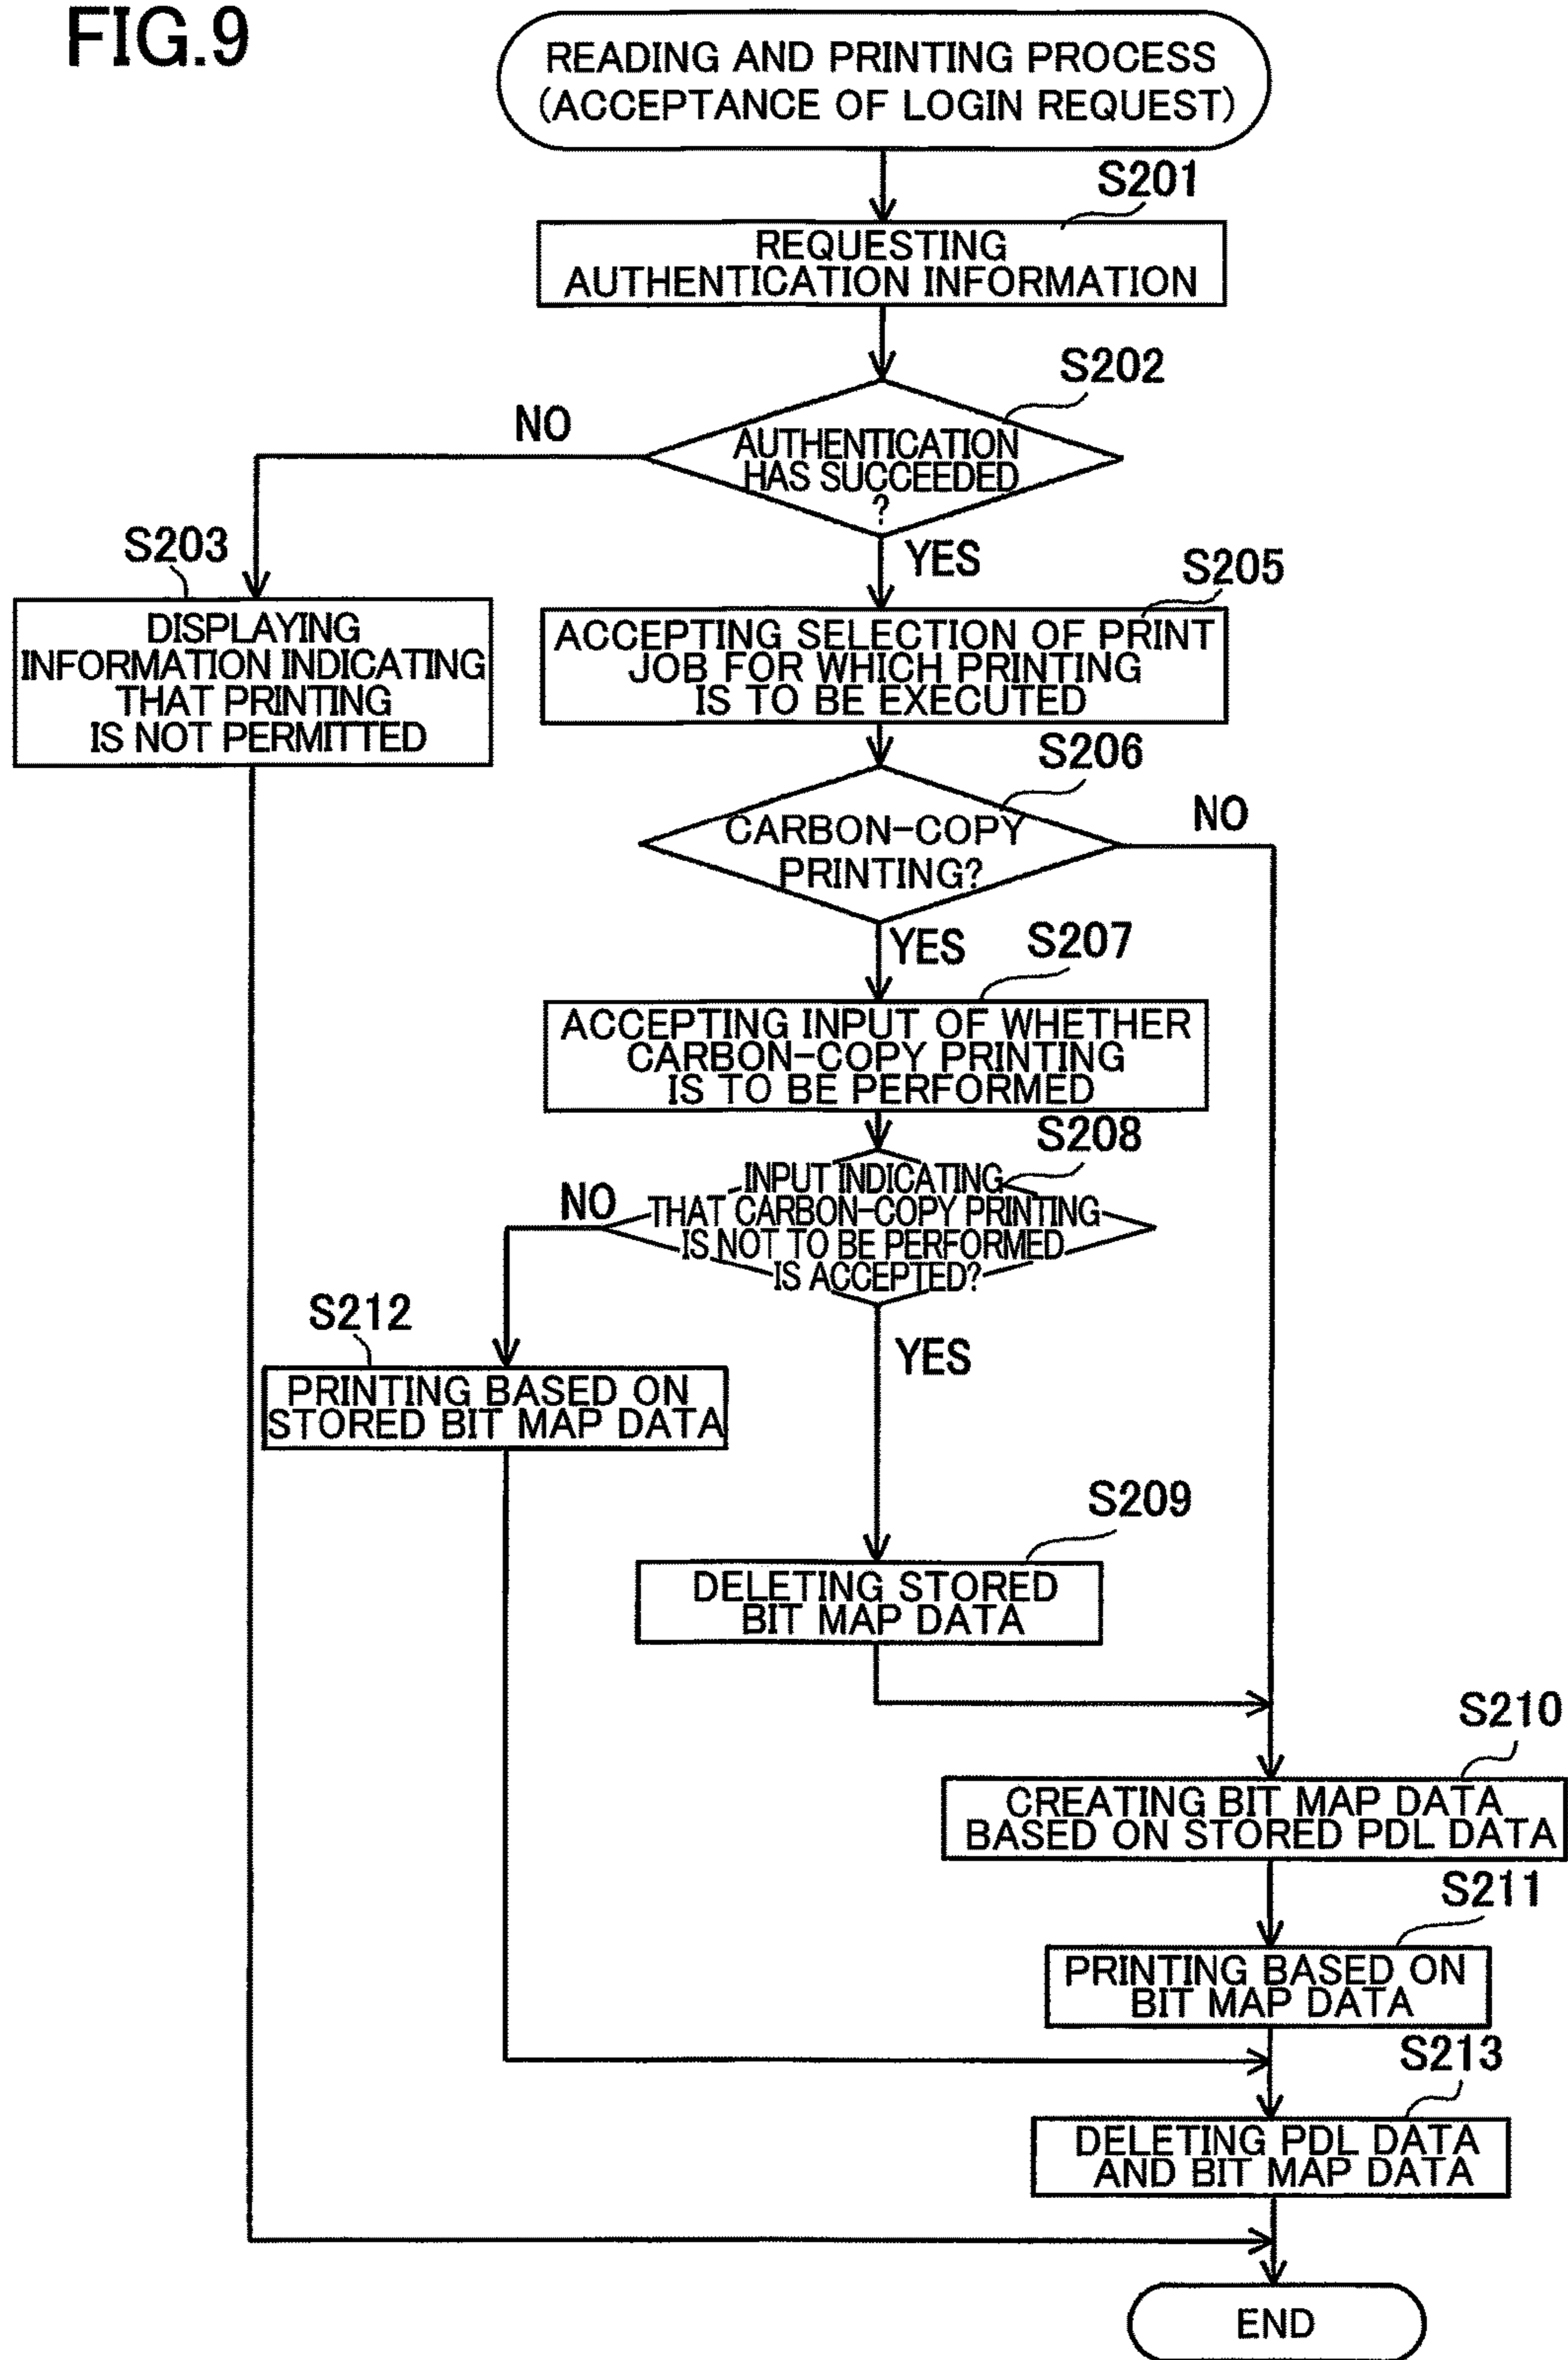 FIG.9
READING AND PRINTING PROCESS
(ACCEPTANCE OF LOGIN REQUEST)
S201
REQUESTING
AUTHENTICATION INFORMATION
S202
AUTHENTICATION
HAS SUCCEEDED
?
NO
YES
S203
DISPLAYING
INFORMATION INDICATING
THAT PRINTING
IS NOT PERMITTED
S205
ACCEPTING SELECTION OF PRINT
JOB FOR WHICH PRINTING
IS TO BE EXECUTED
S206
CARBON-COPY
PRINTING?
NO
YES
S207
ACCEPTING INPUT OF WHETHER
CARBON-COPY PRINTING
IS TO BE PERFORMED
S208
INPUT INDICATING
THAT CARBON-COPY PRINTING
IS NOT TO BE PERFORMED
IS ACCEPTED?
NO
YES
S212
PRINTING BASED ON
STORED BIT MAP DATA
S209
DELETING STORED
BIT MAP DATA
S210
CREATING BIT MAP DATA
BASED ON STORED PDL DATA
S211
PRINTING BASED ON
BIT MAP DATA
S213
DELETING PDL DATA
AND BIT MAP DATA
END